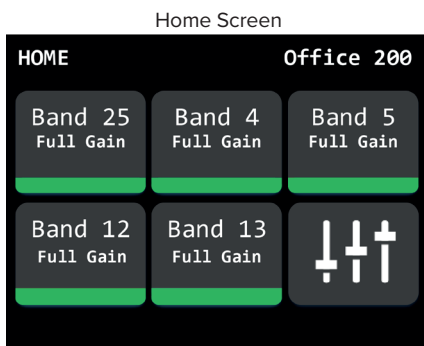 Home Screen
HOME Office 200
Band 25 Band 4 Band 5
Full Gain Full Gain Full Gain
Band 12 Band 13
Full Gain Full Gain